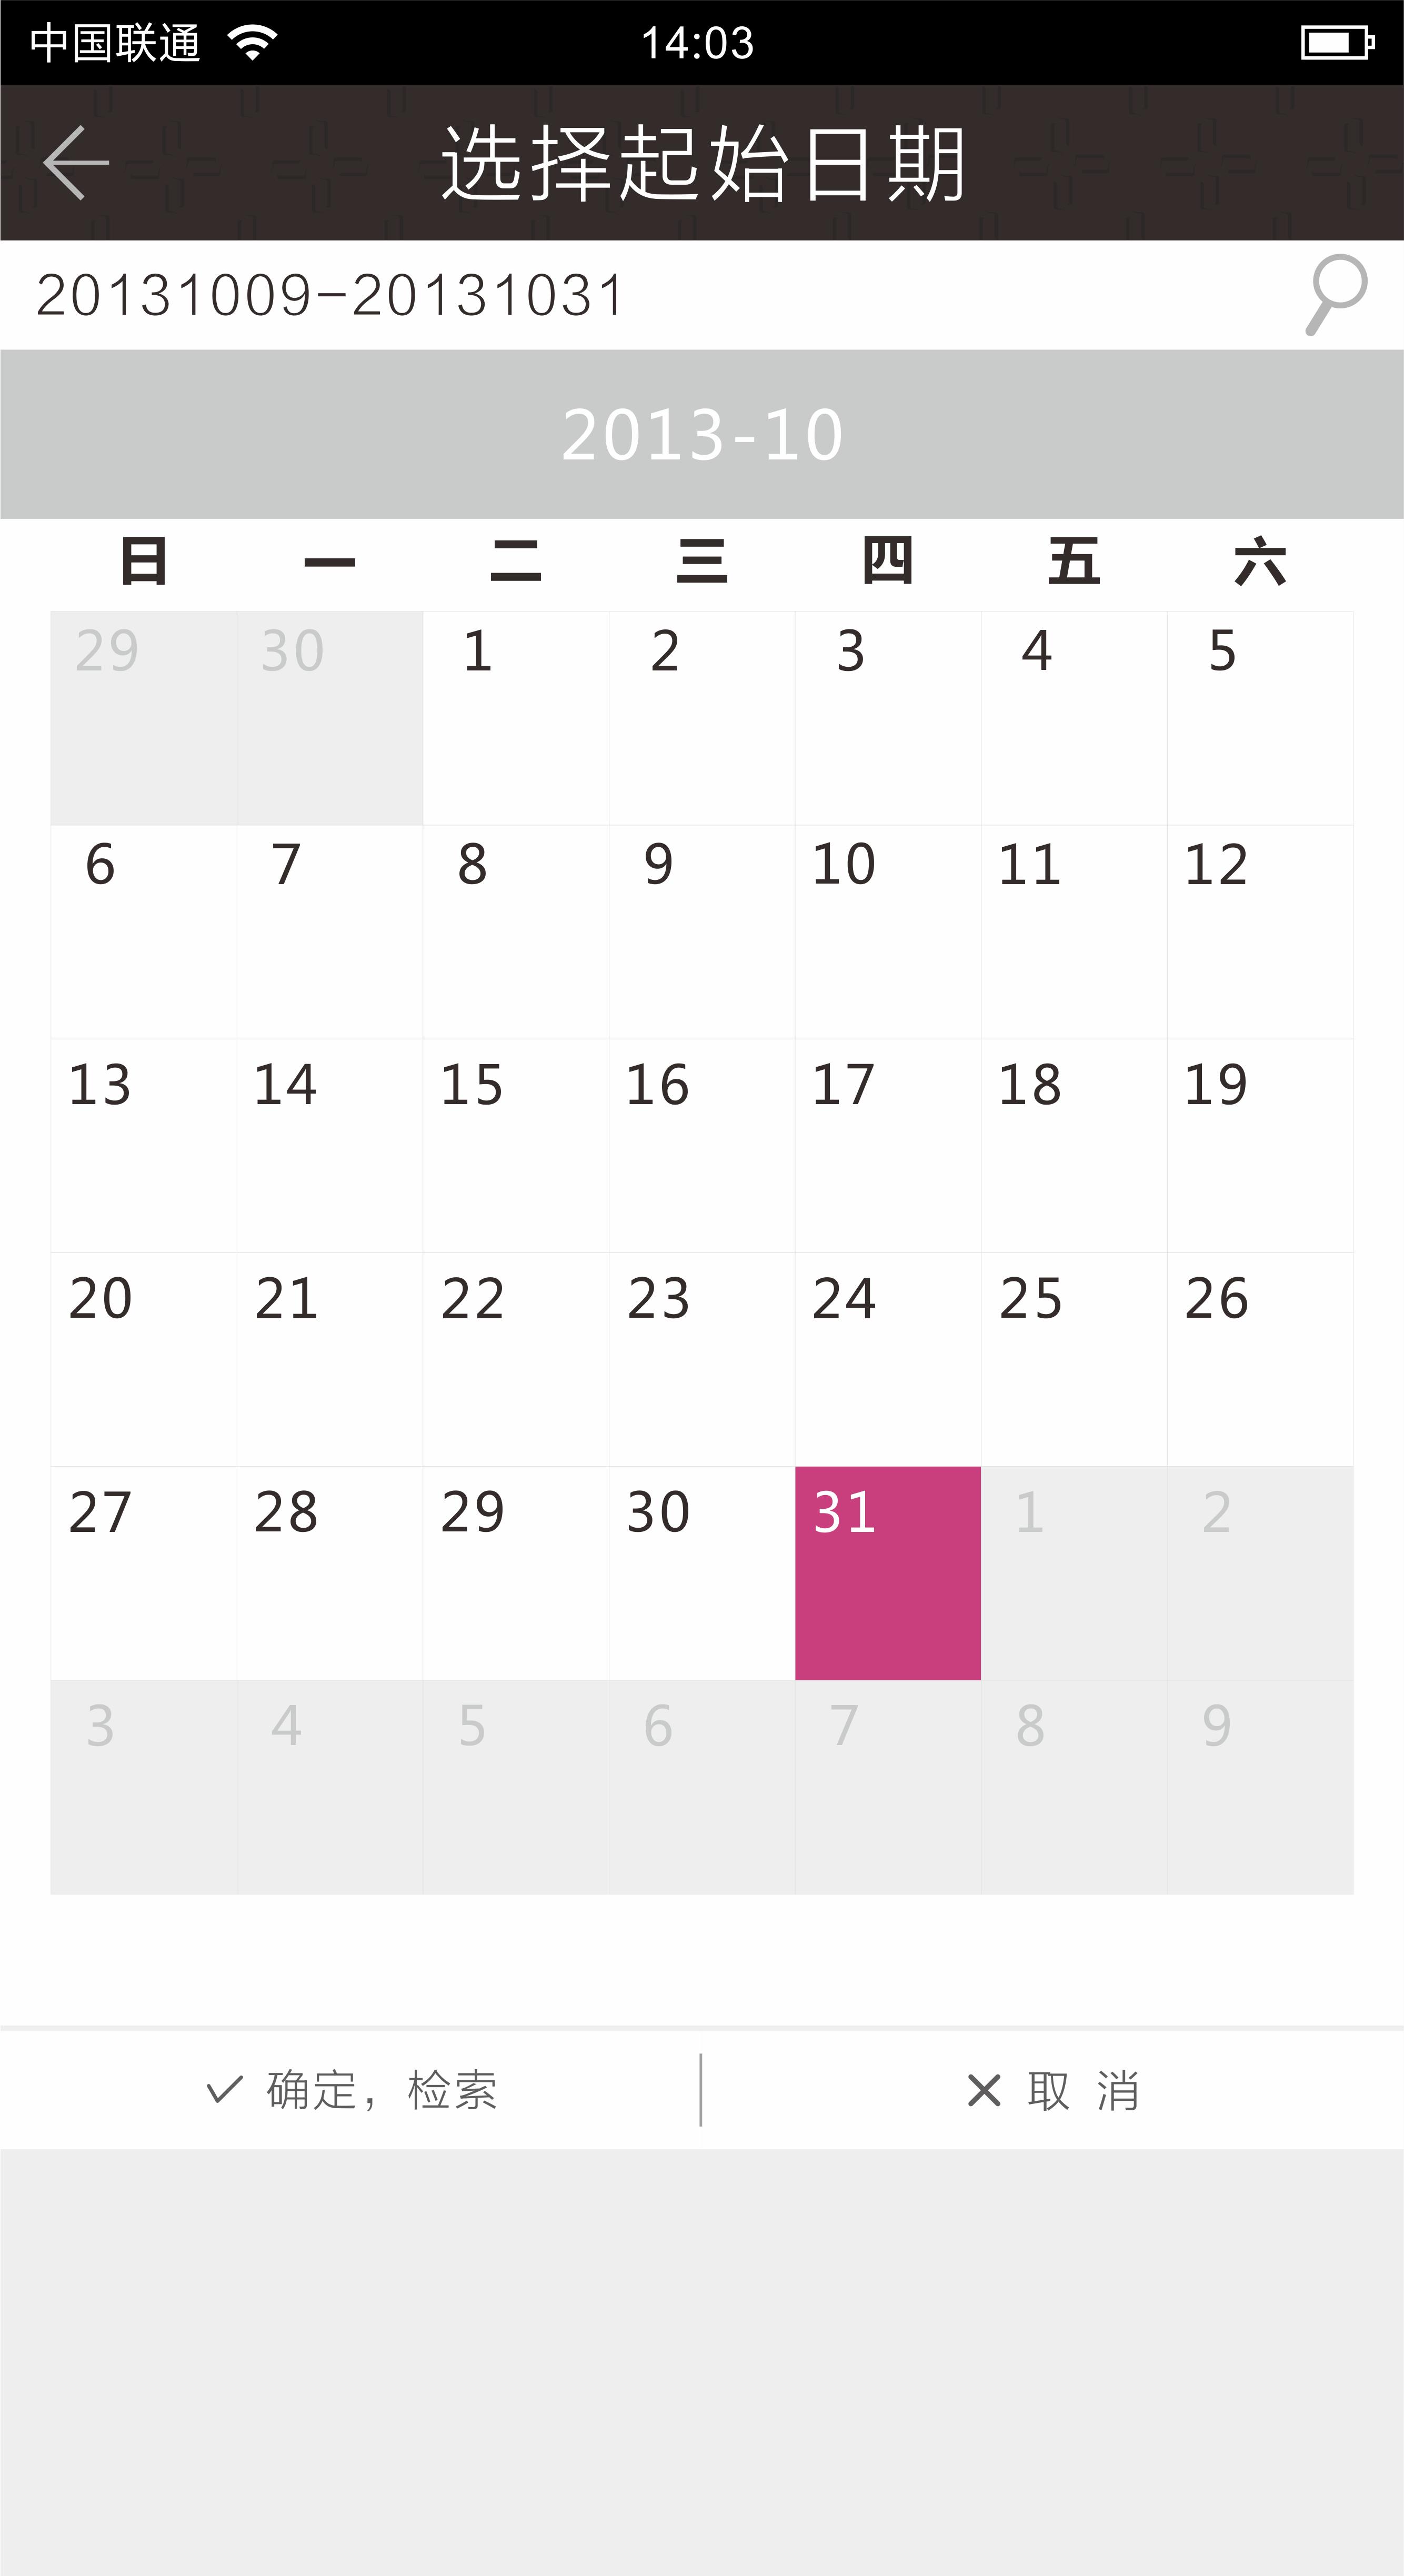 中国联通 14:03
选择起始日期
20131009-20131031
2013-10
日 一 二 三 四 五 六
29 30 1 2 3 4 5
6 7 8 9 10 11 12
13 14 15 16 17 18 19
20 21 22 23 24 25 26
27 28 29 30 31 1 2
3 4 5 6 7 8 9
确定，检索 取 消